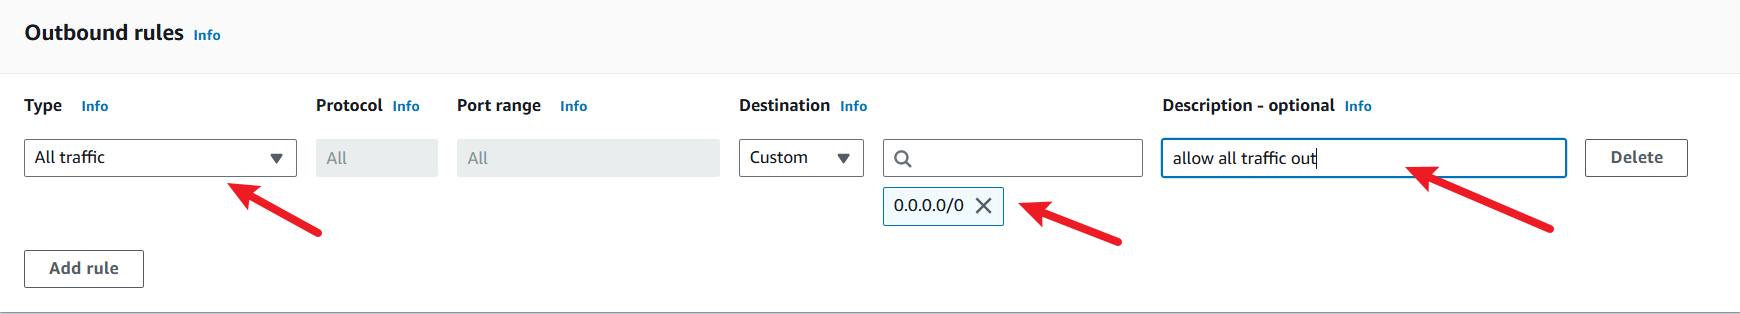 Outbound rules Info
Type Info Protocol Info Port range Info Destination Info Description - optional Info
All traffic All All Custom allow all traffic out Delete
0.0.0.0/0
Add rule